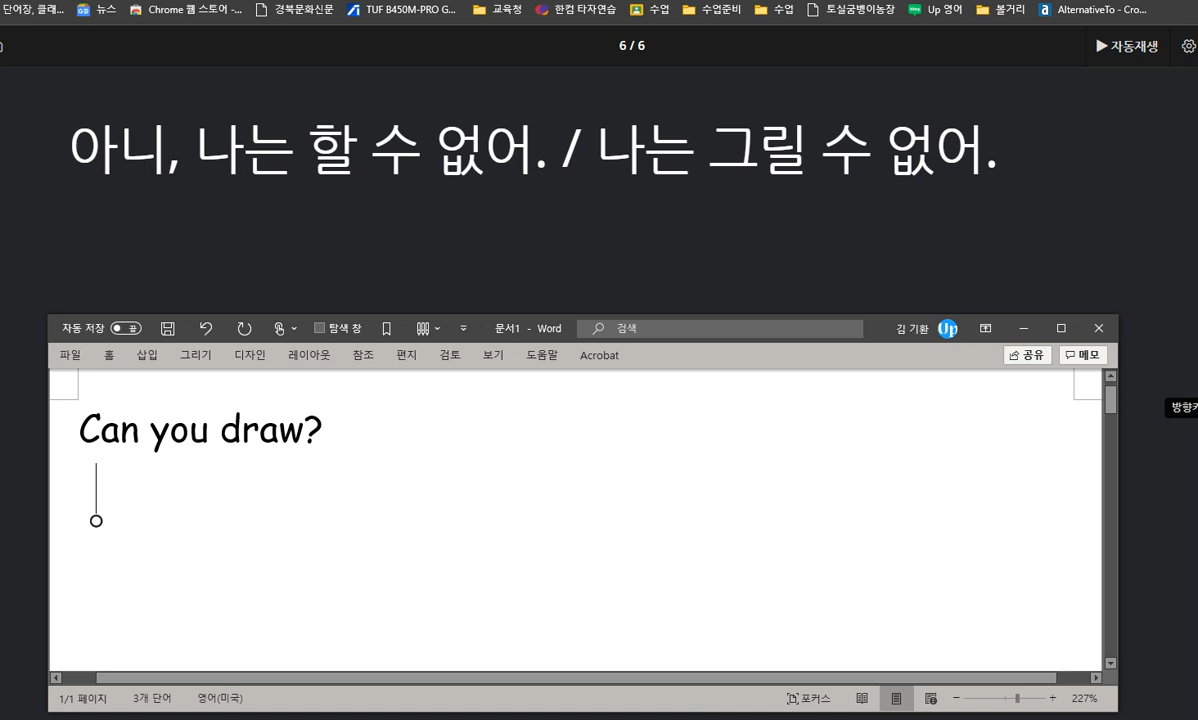 단어장, 클래... 뉴스 Chrome 웹 스토어 -... 경북문화신문 TUF B450M-PRO G... 교육청 한컴 타자연습 수업 수업준비 수업 토실굼벵이농장 Up 영어 볼거리 AlternativeTo - Cro...
6 / 6 ▶ 자동재생
아니, 나는 할 수 없어. / 나는 그릴 수 없어.
자동 저장 끔 탐색 창 문서1 - Word 검색 김 기환 Up
파일 홈 삽입 그리기 디자인 레이아웃 참조 편지 검토 보기 도움말 Acrobat 공유 메모
방향키
Can you draw?
1/1 페이지 3개 단어 영어(미국) 포커스 227%